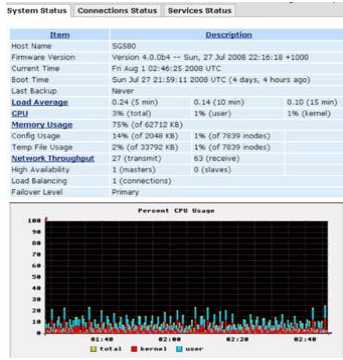 System Status Connections Status Services Status
Item Description
Host Name SG580
Firmware Version Version 4.0.0b4 -- Sun, 27 Jul 2008 22:16:18 +1000
Current Time Fri Aug 1 02:46:25 2008 UTC
Boot Time Sun Jul 27 21:59:11 2008 UTC (4 days, 4 hours ago)
Last Backup Never
Load Average 0.24 (5 min) 0.14 (10 min) 0.10 (15 min)
CPU 3% (total) 1% (user) 1% (kernel)
Memory Usage 75% (of 62712 KB)
Config Usage 14% (of 2048 KB) 1% (of 7839 inodes)
Temp File Usage 2% (of 33792 KB) 1% (of 7839 inodes)
Network Throughput 27 (transmit) 63 (receive)
High Availability 1 (masters) 0 (slaves)
Load Balancing 1 (connections)
Failover Level Primary
Percent CPU Usage
100
90
80
70
60
50
40
30
20
10
0
01:40 02:00 02:20 02:40
total kernel user